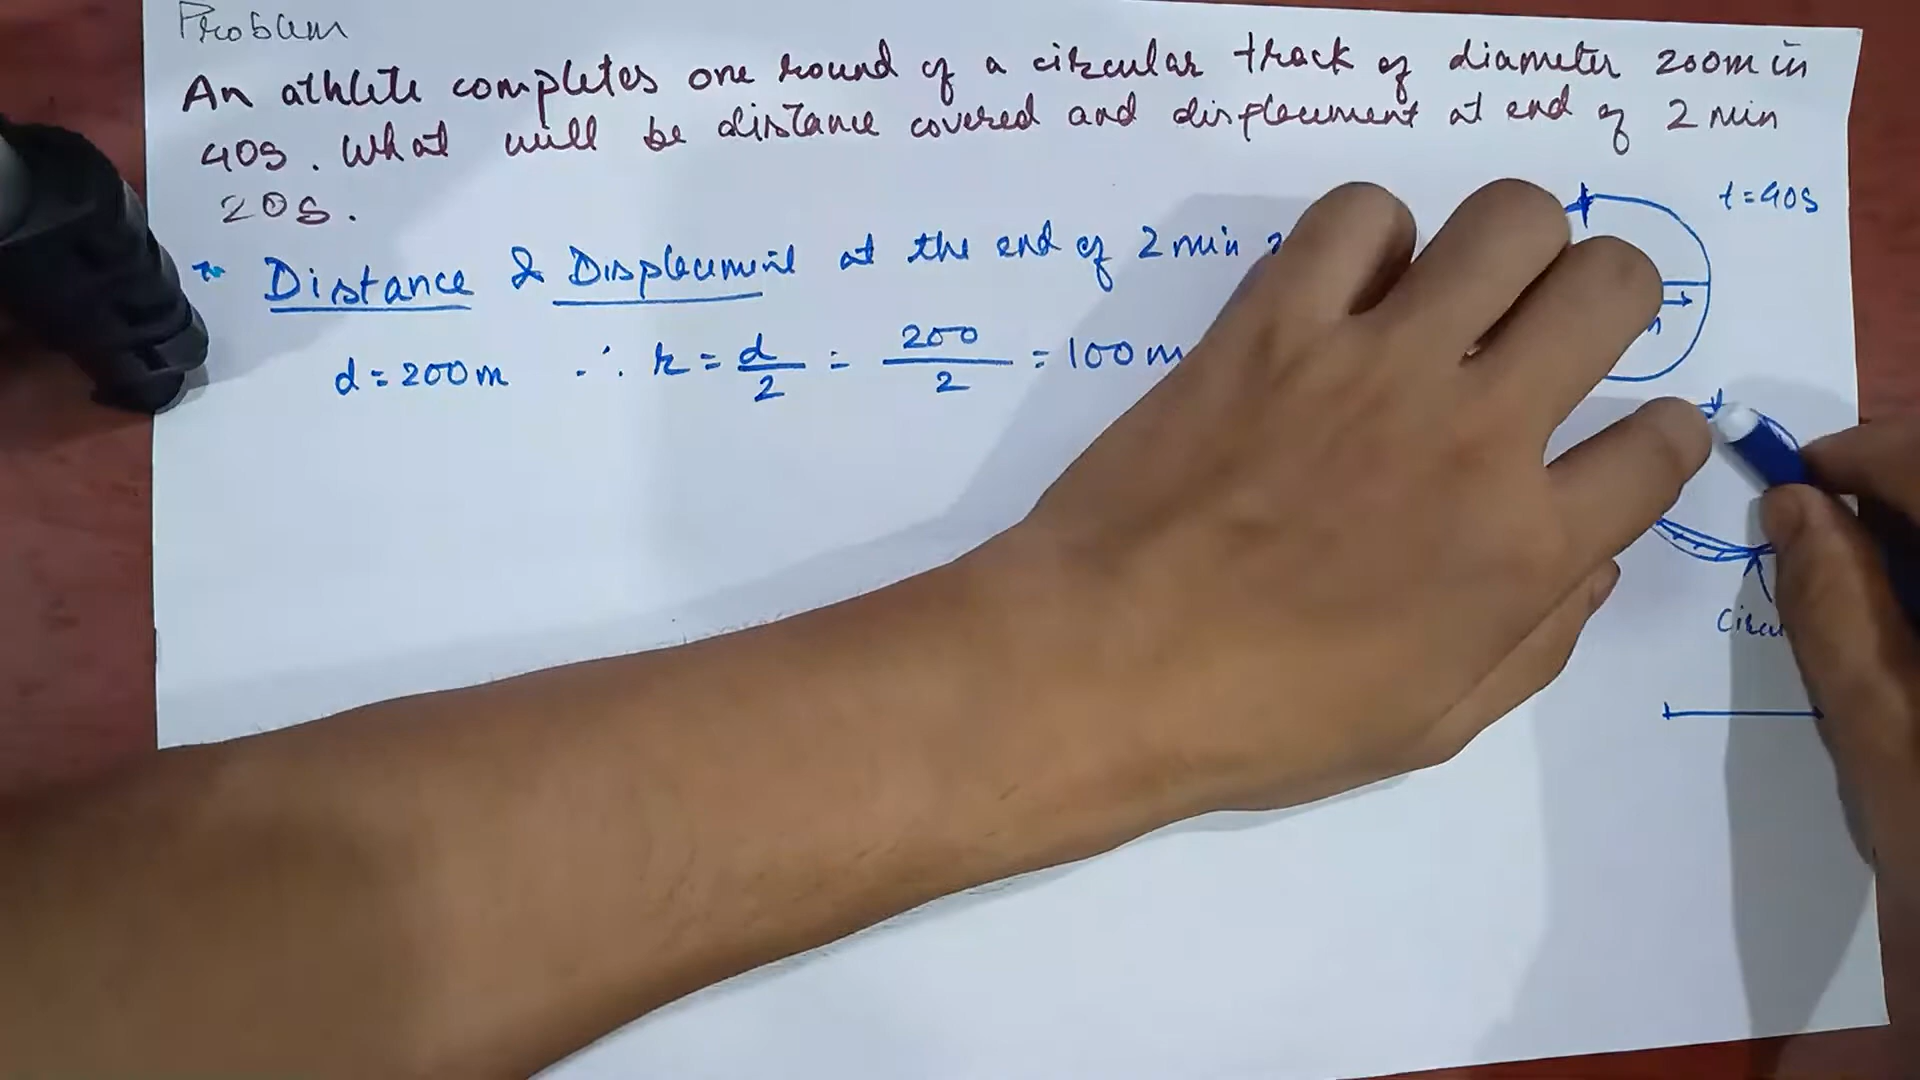 Problem
An athlete completes one round of a circular track of diameter 200m in
40s. What will be distance covered and displacement at end of 2 min
20s.
Distance & Displacement at the end of 2 min
t=40s
d=200m ∴ r = d/2 = 200/2 = 100m